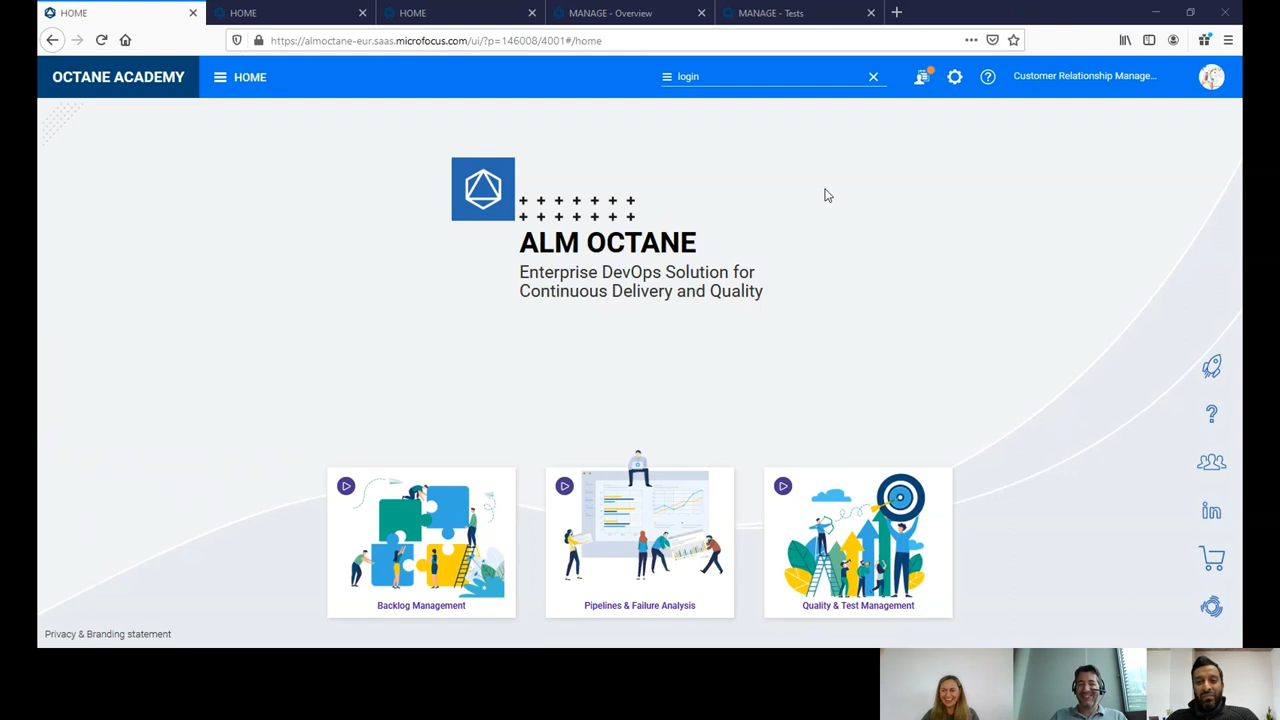 HOME
HOME
HOME
MANAGE - Overview
MANAGE - Tests
https://almoctane-eur.saas.microfocus.com/ui/?p=146008/4001#/home
OCTANE ACADEMY
HOME
login
Customer Relationship Manage...
ALM OCTANE
Enterprise DevOps Solution for
Continuous Delivery and Quality
Backlog Management
Pipelines & Failure Analysis
Quality & Test Management
Privacy & Branding statement